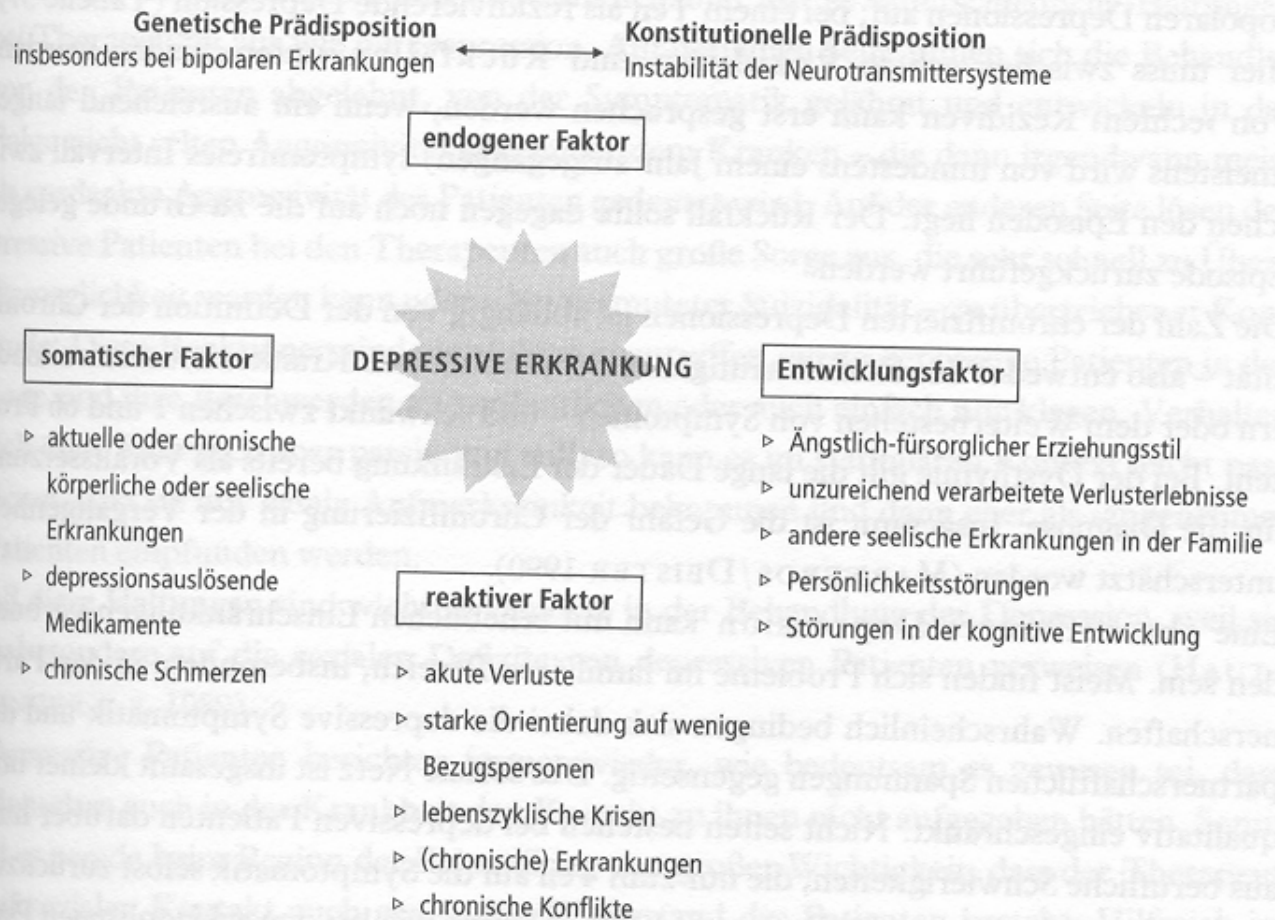 Genetische Prädisposition
insbesonders bei bipolaren Erkrankungen
Konstitutionelle Prädisposition
Instabilität der Neurotransmittersysteme
endogener Faktor
DEPRESSIVE ERKRANKUNG
somatischer Faktor
▹ aktuelle oder chronische
körperliche oder seelische
Erkrankungen
▹ depressionsauslösende
Medikamente
▹ chronische Schmerzen
reaktiver Faktor
▹ akute Verluste
▹ starke Orientierung auf wenige
Bezugspersonen
▹ lebenszyklische Krisen
▹ (chronische) Erkrankungen
▹ chronische Konflikte
Entwicklungsfaktor
▹ Ängstlich-fürsorglicher Erziehungsstil
▹ unzureichend verarbeitete Verlusterlebnisse
▹ andere seelische Erkrankungen in der Familie
▹ Persönlichkeitsstörungen
▹ Störungen in der kognitive Entwicklung